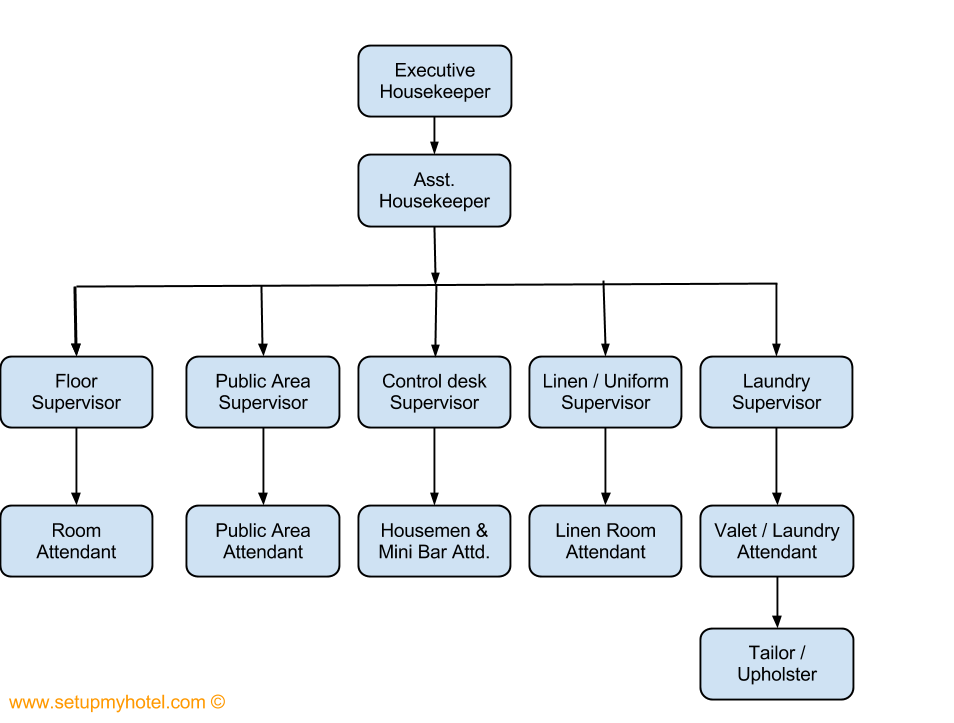 Executive
Housekeeper
Asst.
Housekeeper
Floor
Supervisor
Public Area
Supervisor
Control desk
Supervisor
Linen / Uniform
Supervisor
Laundry
Supervisor
Room
Attendant
Public Area
Attendant
Housemen &
Mini Bar Attd.
Linen Room
Attendant
Valet / Laundry
Attendant
Tailor /
Upholster
www.setupmyhotel.com ©